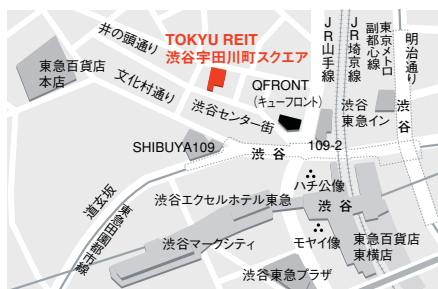 井の頭通り
TOKYU REIT
渋谷宇田川町スクエア
東急百貨店
本店
文化村通り
QFRONT
(キューフロント)
渋谷センター街
JR山手線
JR埼京線
東京メトロ
副都心線
明治通り
渋谷
東急イン
渋谷
SHIBUYA109
109-2
渋谷
ハチ公像
道玄坂
東急田園都市線
渋谷エクセルホテル東急
渋谷
渋谷マークシティ
モヤイ像
東急百貨店
東横店
渋谷東急プラザ